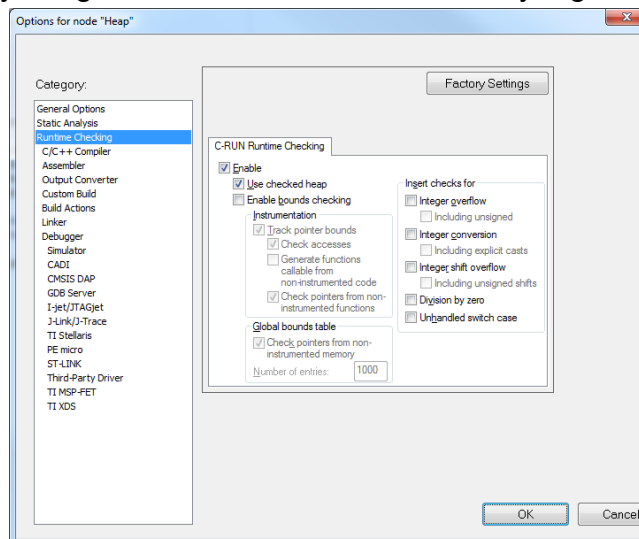 Options for node "Heap"
Category:
Factory Settings
General Options
Static Analysis
Runtime Checking
C/C++ Compiler
Assembler
Output Converter
Custom Build
Build Actions
Linker
Debugger
Simulator
CADI
CMSIS DAP
GDB Server
I-jet/JTAGjet
J-Link/J-Trace
TI Stellaris
PE micro
ST-LINK
Third-Party Driver
TI MSP-FET
TI XDS
C-RUN Runtime Checking
Enable
Use checked heap
Enable bounds checking
Instrumentation
Track pointer bounds
Check accesses
Generate functions
callable from
non-instrumented code
Check pointers from non-
instrumented functions
Global bounds table
Check pointers from non-
instrumented memory
Number of entries: 1000
Insert checks for
Integer overflow
Including unsigned
Integer conversion
Including explicit casts
Integer shift overflow
Including unsigned shifts
Division by zero
Unhandled switch case
OK
Cancel